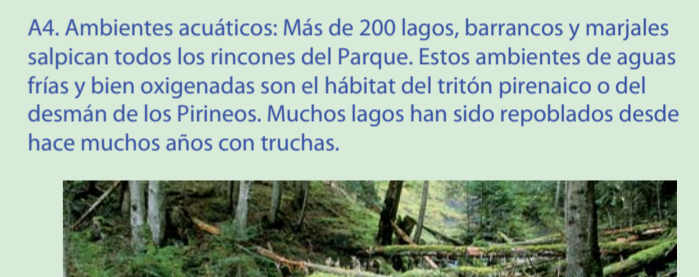 A4. Ambientes acuáticos: Más de 200 lagos, barrancos y marjales
salpican todos los rincones del Parque. Estos ambientes de aguas
frías y bien oxigenadas son el hábitat del tritón pirenaico o del
desmán de los Pirineos. Muchos lagos han sido repoblados desde
hace muchos años con truchas.